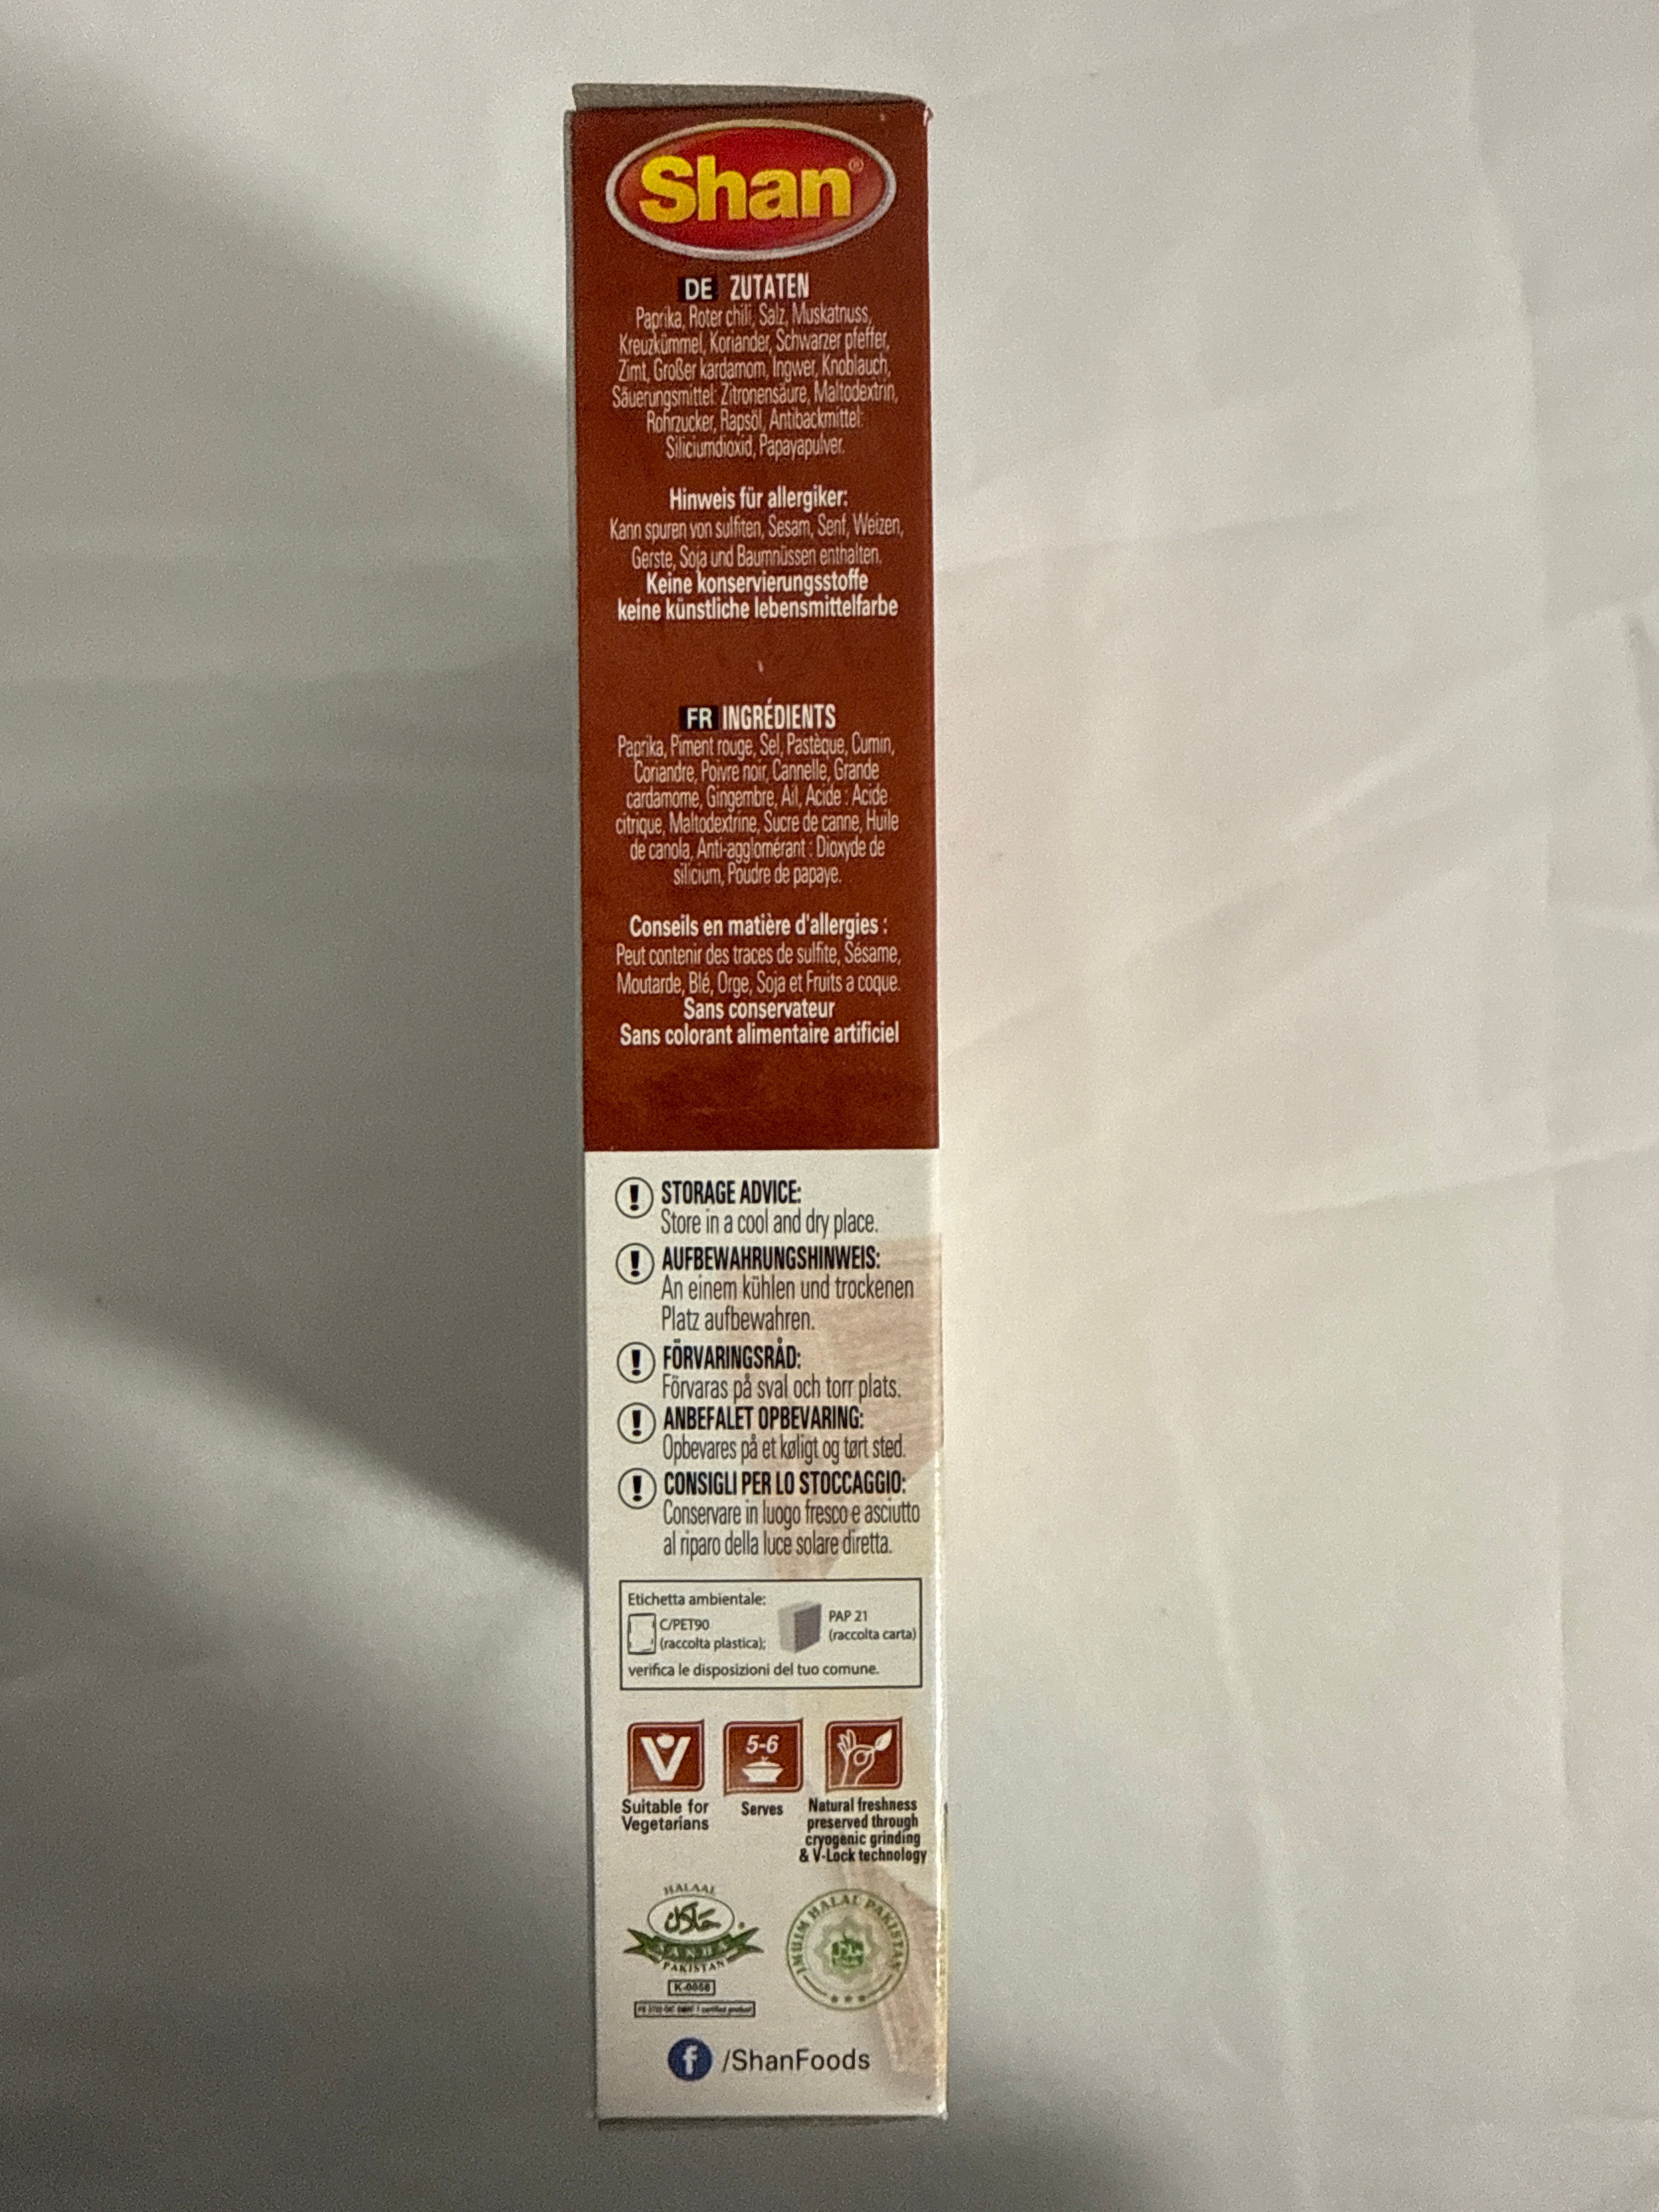 Shan®
DE ZUTATEN
Paprika, Roter chili, Salz, Muskatnuss,
Kreuzkümmel, Koriander, Schwarzer pfeffer,
Zimt, Großer kardamom, Ingwer, Knoblauch,
Säuerungsmittel: Zitronensäure, Maltodextrin,
Rohrzucker, Rapsöl, Antibackmittel:
Siliciumdioxid, Papayapulver.
Hinweis für allergiker:
Kann spuren von sulfiten, Sesam, Senf, Weizen,
Gerste, Soja und Baumnüssen enthalten.
Keine konservierungsstoffe
keine künstliche lebensmittelfarbe
FR INGRÉDIENTS
Paprika, Piment rouge, Sel, Pastèque, Cumin,
Coriandre, Poivre noir, Cannelle, Grande
cardamome, Gingembre, Ail, Acide : Acide
citrique, Maltodextrine, Sucre de canne, Huile
de canola, Anti-agglomérant : Dioxyde de
silicium, Poudre de papaye.
Conseils en matière d'allergies :
Peut contenir des traces de sulfite, Sésame,
Moutarde, Blé, Orge, Soja et Fruits a coque.
Sans conservateur
Sans colorant alimentaire artificiel
! STORAGE ADVICE:
Store in a cool and dry place.
! AUFBEWAHRUNGSHINWEIS:
An einem kühlen und trockenen
Platz aufbewahren.
! FÖRVARINGSRÅD:
Förvaras på sval och torr plats.
! ANBEFALET OPBEVARING:
Opbevares på et køligt og tørt sted.
! CONSIGLI PER LO STOCCAGGIO:
Conservare in luogo fresco e asciutto
al riparo della luce solare diretta.
Etichetta ambientale:
C/PET90
(raccolta plastica);
PAP 21
(raccolta carta)
verifica le disposizioni del tuo comune.
V
Suitable for
Vegetarians
5-6
Serves
Natural freshness
preserved through
cryogenic grinding
& V-Lock technology
HALAAL
حلال
SANHA
PAKISTAN
K-0056
IMUIM HALAL PAKISTAN
حلال
f /ShanFoods